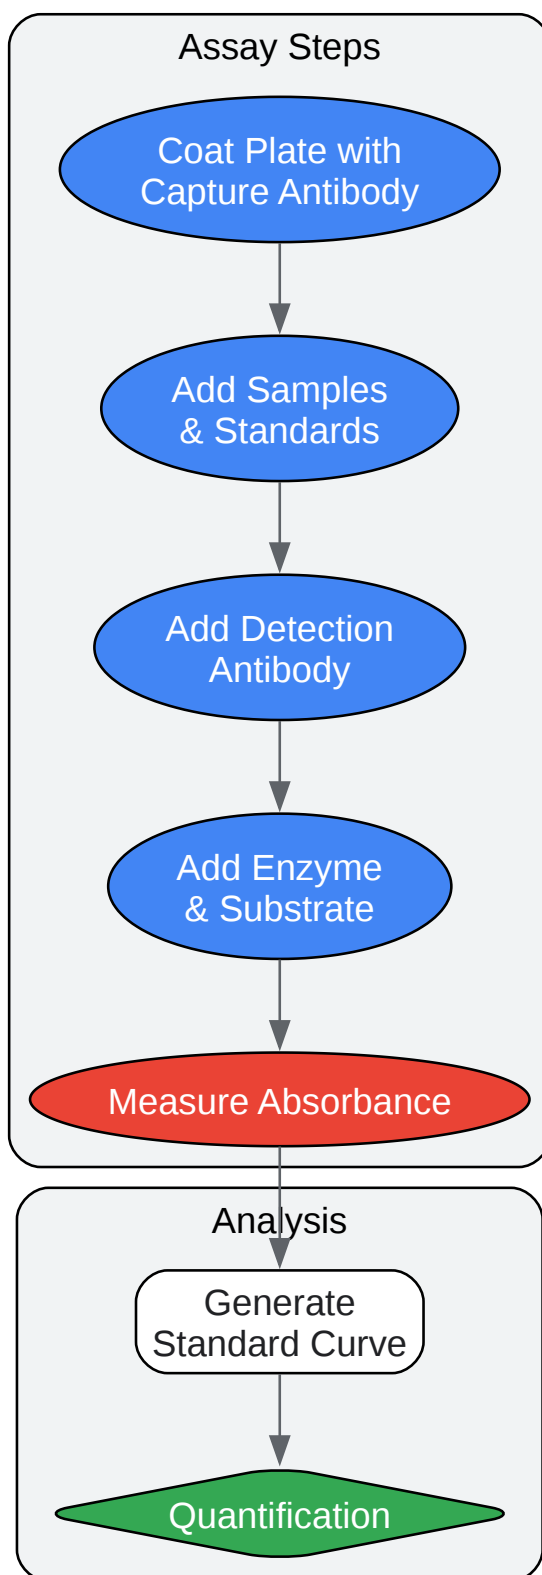 Assay Steps
Coat Plate with
Capture Antibody
Add Samples
& Standards
Add Detection
Antibody
Add Enzyme
& Substrate
Measure Absorbance
Analysis
Generate
Standard Curve
Quantification